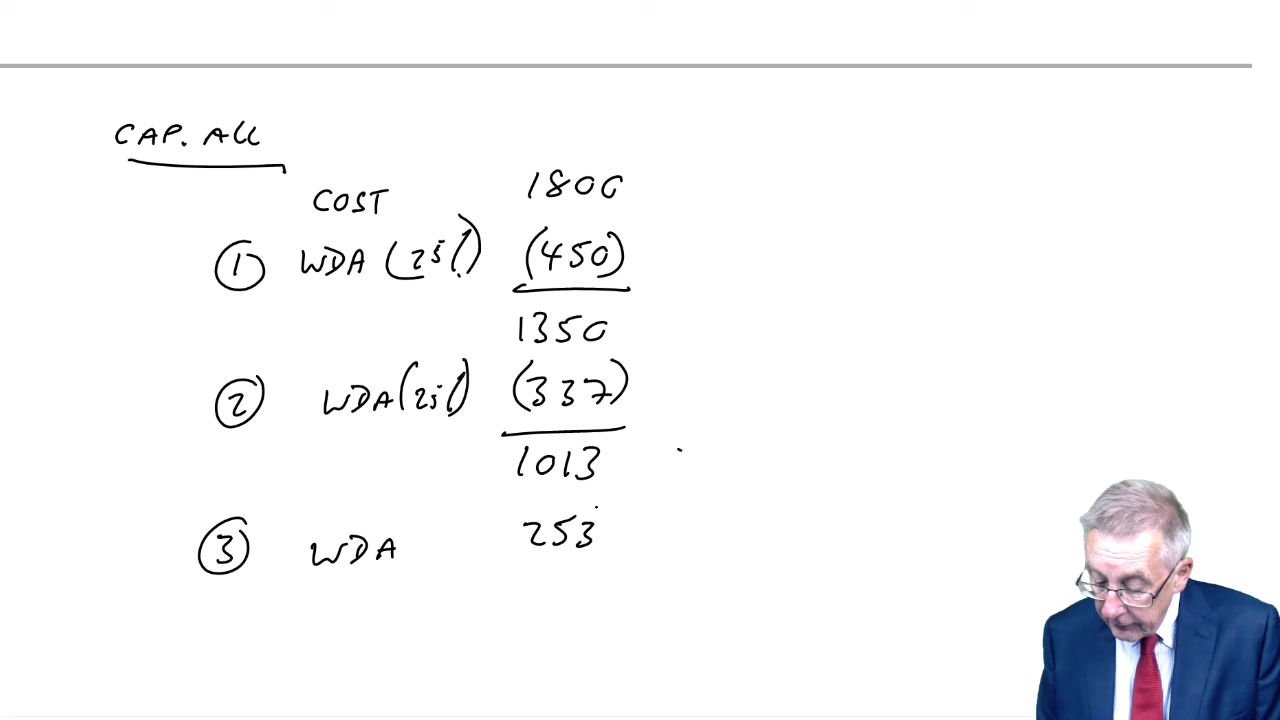 CAP. ALL
COST 1800
① WDA (25%) (450)
1350
② WDA (25%) (337)
1013
③ WDA 253